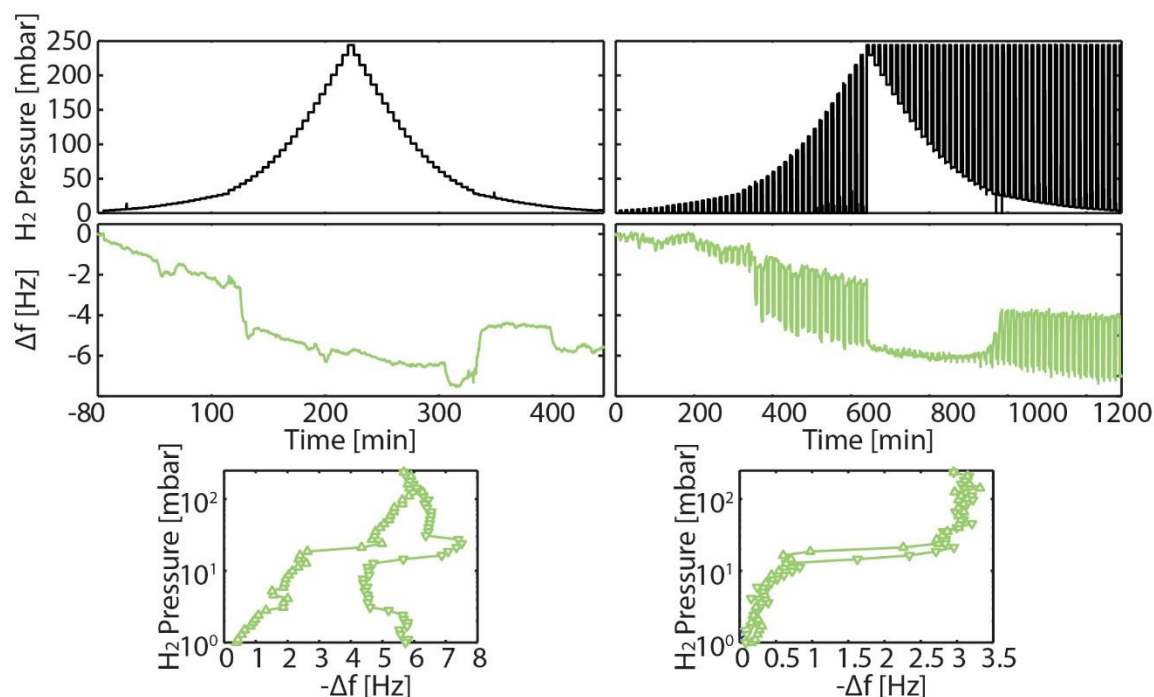 H2 Pressure [mbar]
250
200
150
100
50
0
Δf [Hz]
0
-2
-4
-6
-80 100 200 300 400
Time [min]
0 200 400 600 800 1000 1200
Time [min]
H2 Pressure [mbar]
10²
10¹
10⁰
0 1 2 3 4 5 6 7 8
-Δf [Hz]
H2 Pressure [mbar]
10²
10¹
10⁰
0 0.5 1 1.5 2 2.5 3 3.5
-Δf [Hz]